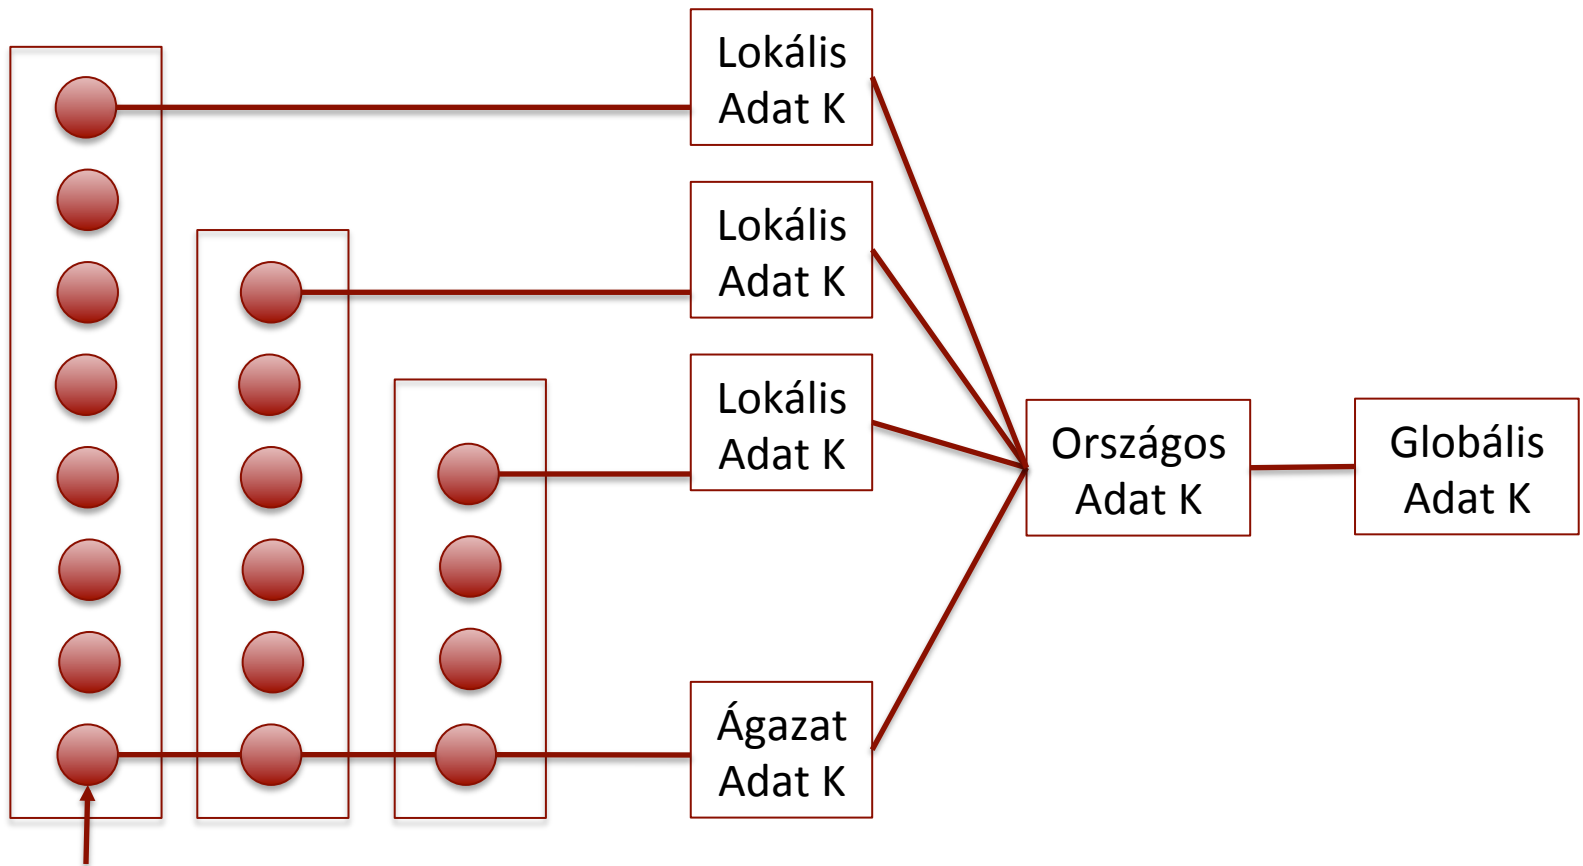 Lokális
Adat K
Lokális
Adat K
Lokális
Adat K
Ágazat
Adat K
Országos
Adat K
Globális
Adat K